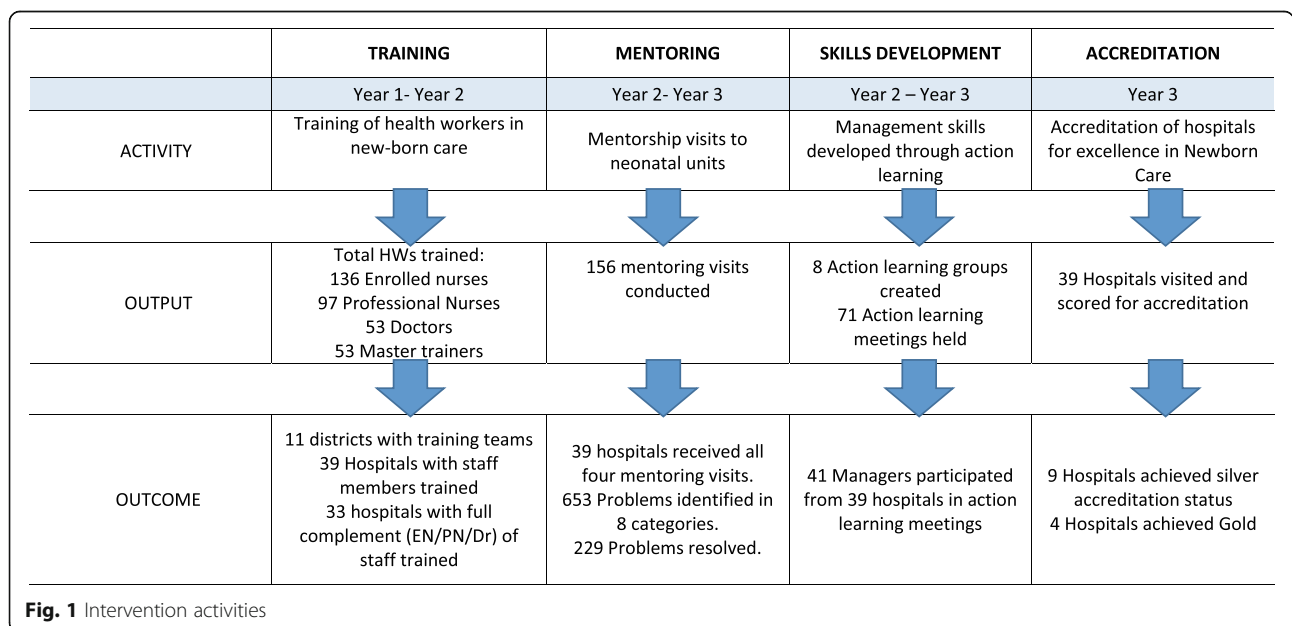 TRAINING
MENTORING
SKILLS DEVELOPMENT
ACCREDITATION
Year 1- Year 2
Year 2- Year 3
Year 2 – Year 3
Year 3
ACTIVITY
Training of health workers in
new-born care
Mentorship visits to
neonatal units
Management skills
developed through action
learning
Accreditation of hospitals
for excellence in Newborn
Care
OUTPUT
Total HWs trained:
136 Enrolled nurses
97 Professional Nurses
53 Doctors
53 Master trainers
156 mentoring visits
conducted
8 Action learning groups
created
71 Action learning
meetings held
39 Hospitals visited and
scored for accreditation
OUTCOME
11 districts with training teams
39 Hospitals with staff
members trained
33 hospitals with full
complement (EN/PN/Dr) of
staff trained
39 hospitals received all
four mentoring visits.
653 Problems identified in
8 categories.
229 Problems resolved.
41 Managers participated
from 39 hospitals in action
learning meetings
9 Hospitals achieved silver
accreditation status
4 Hospitals achieved Gold
Fig. 1 Intervention activities